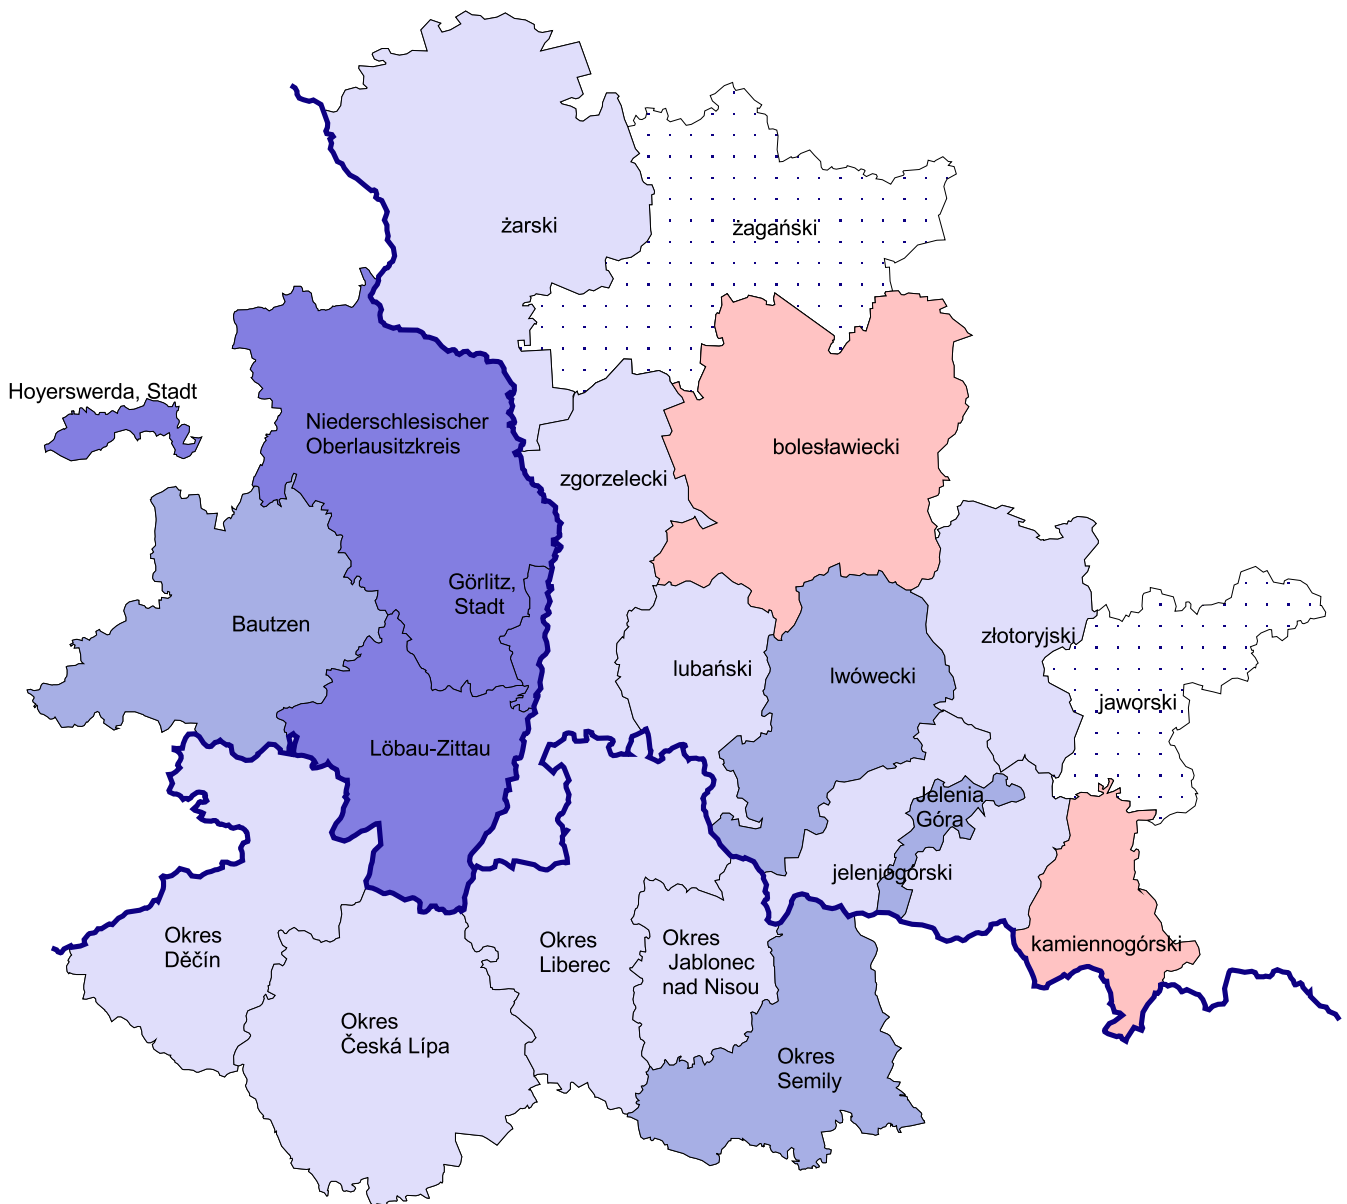 żarski
żagański
Hoyerswerda, Stadt
Niederschlesischer
Oberlausitzkreis
bolesławiecki
zgorzelecki
Görlitz,
Stadt
Bautzen
złotoryjski
lubański
lwówecki
jaworski
Löbau-Zittau
Jelenia
Góra
jeleniogórski
Okres
Děčín
Okres
Liberec
Okres
Jablonec
nad Nisou
kamiennogórski
Okres
Česká Lípa
Okres
Semily